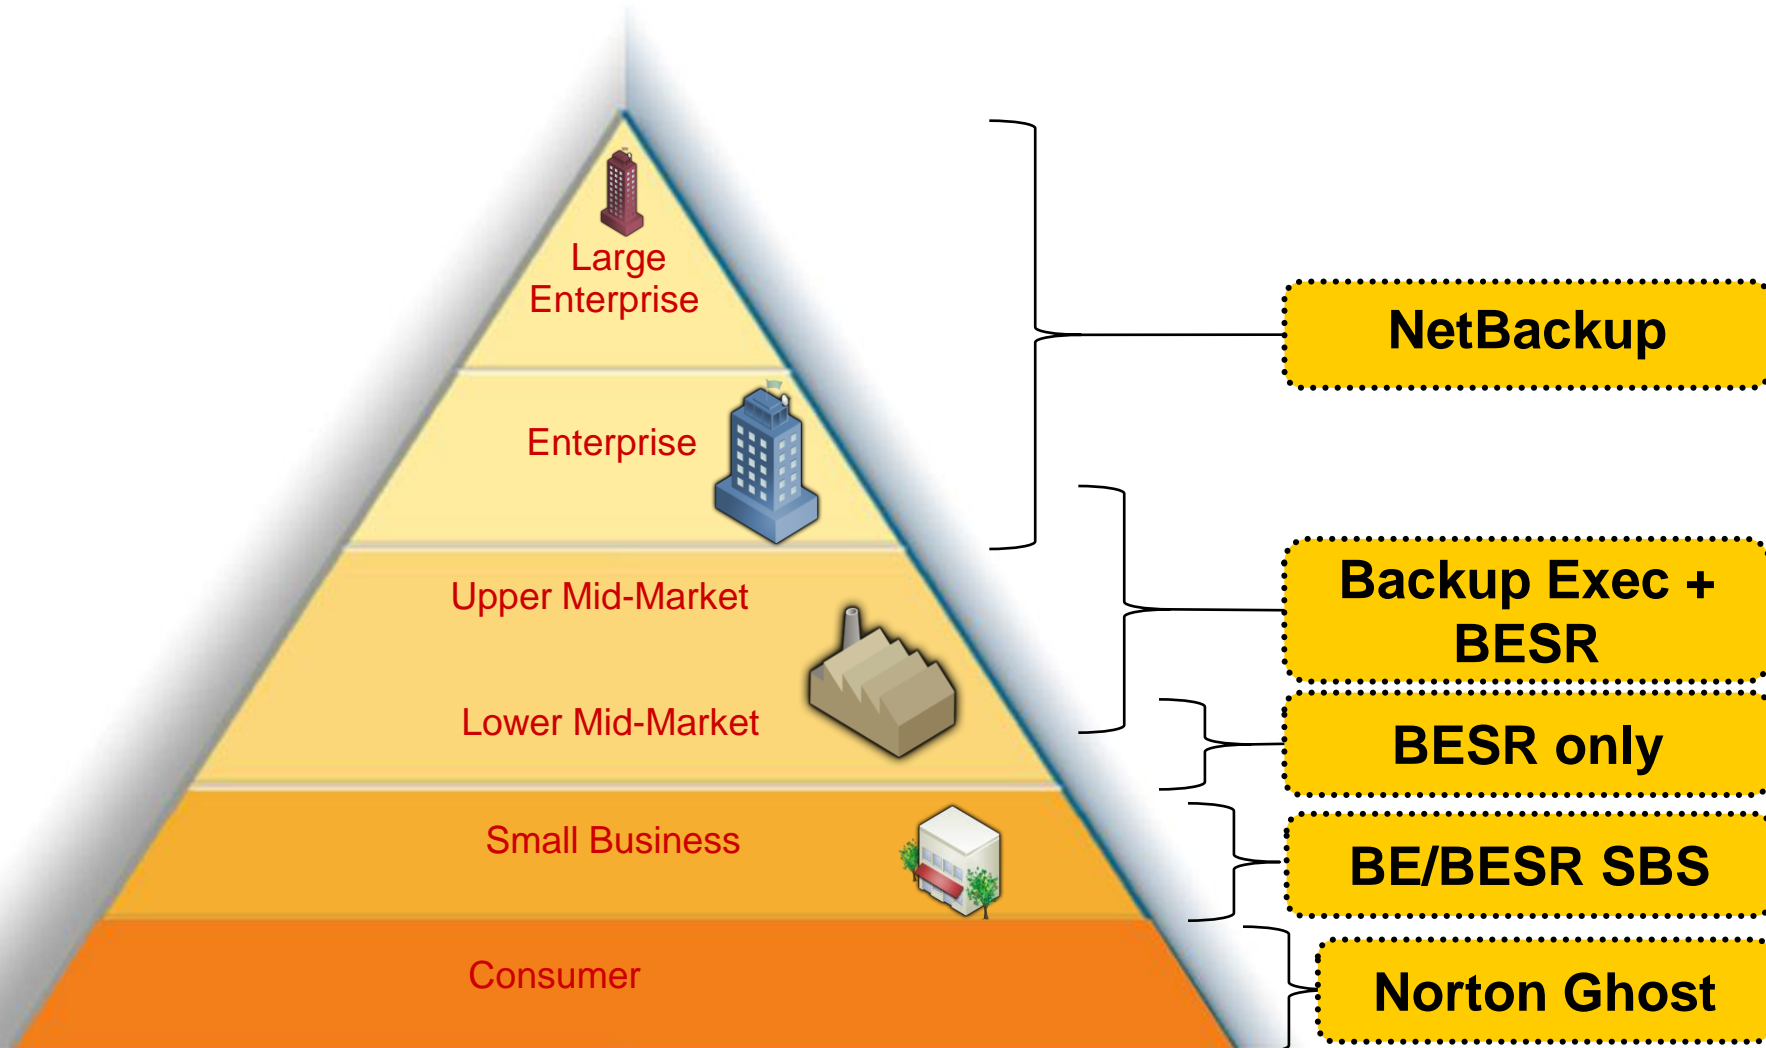 Large
Enterprise
NetBackup
Enterprise
Backup Exec +
BESR
Upper Mid-Market
Lower Mid-Market
BESR only
Small Business
BE/BESR SBS
Consumer
Norton Ghost